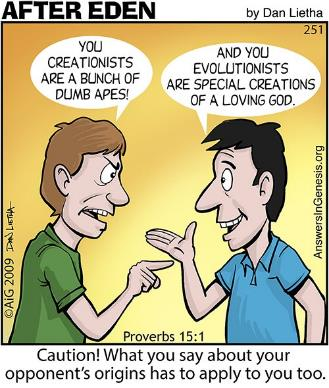 AFTER EDEN
by Dan Lietha
251
YOU
CREATIONISTS
ARE A BUNCH OF
DUMB APES!
AND YOU
EVOLUTIONISTS
ARE SPECIAL CREATIONS
OF A LOVING GOD.
DAN LIETHA
©AiG 2009
AnswersInGenesis.org
Proverbs 15:1
Caution! What you say about your
opponent's origins has to apply to you too.